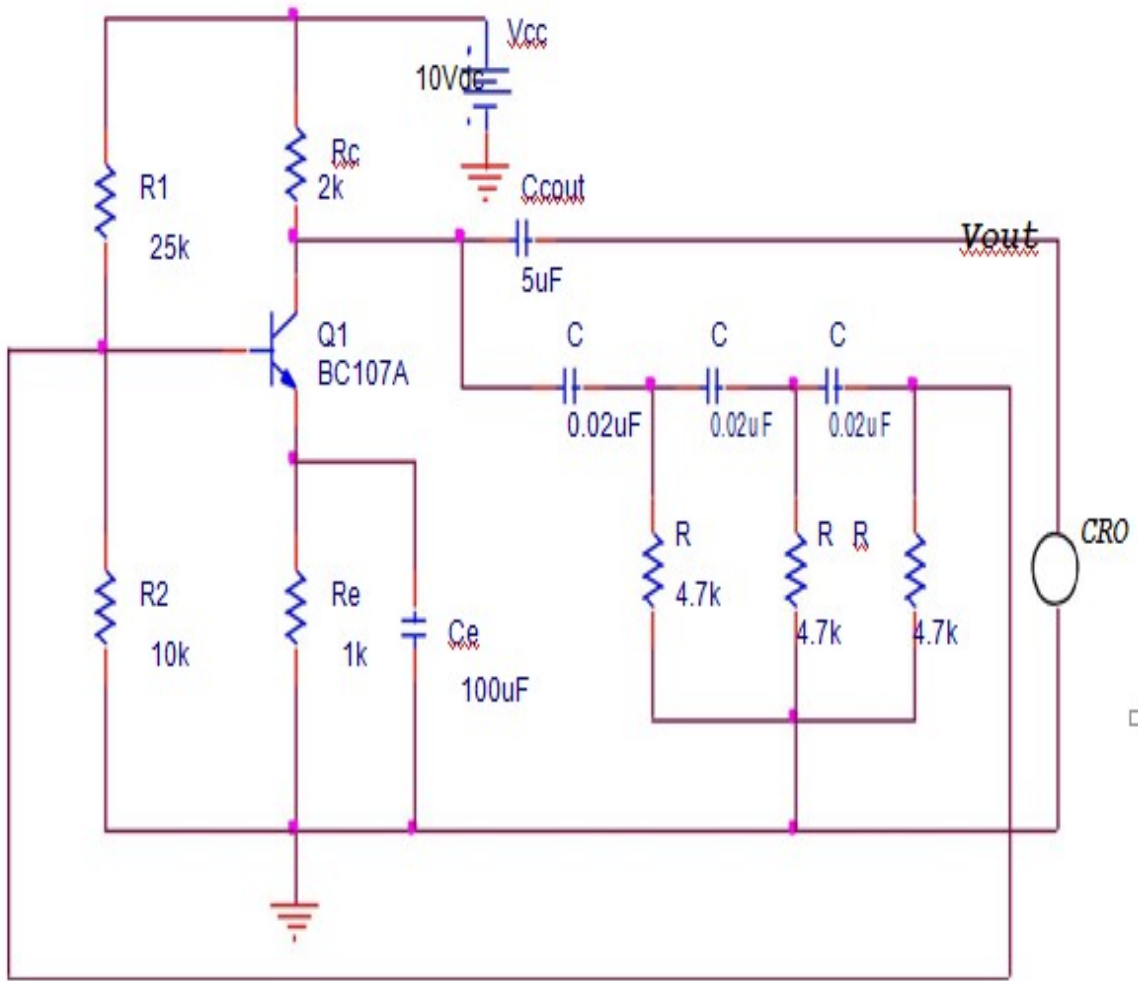 Vcc
10Vdc
Rc
2k
R1
25k
Ccout
5uF
Vout
Q1
BC107A
C
C
C
0.02uF
0.02uF
0.02uF
R
4.7k
R
R
4.7k
4.7k
CRO
R2
10k
Re
1k
Ce
100uF